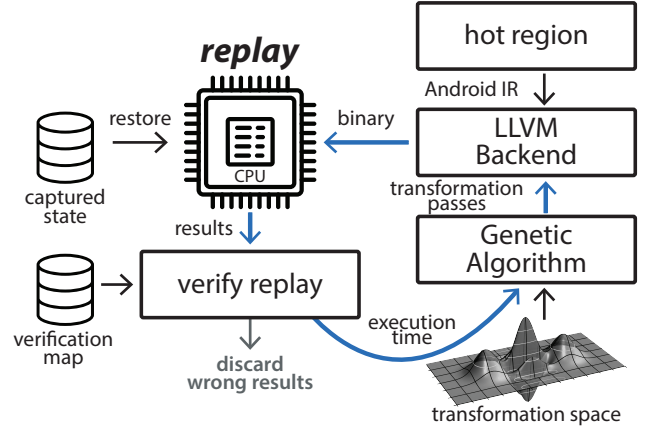 replay
hot region
Android IR
restore
binary
LLVM
Backend
CPU
captured
state
transformation
passes
results
Genetic
Algorithm
verify replay
verification
map
execution
time
discard
wrong results
transformation space